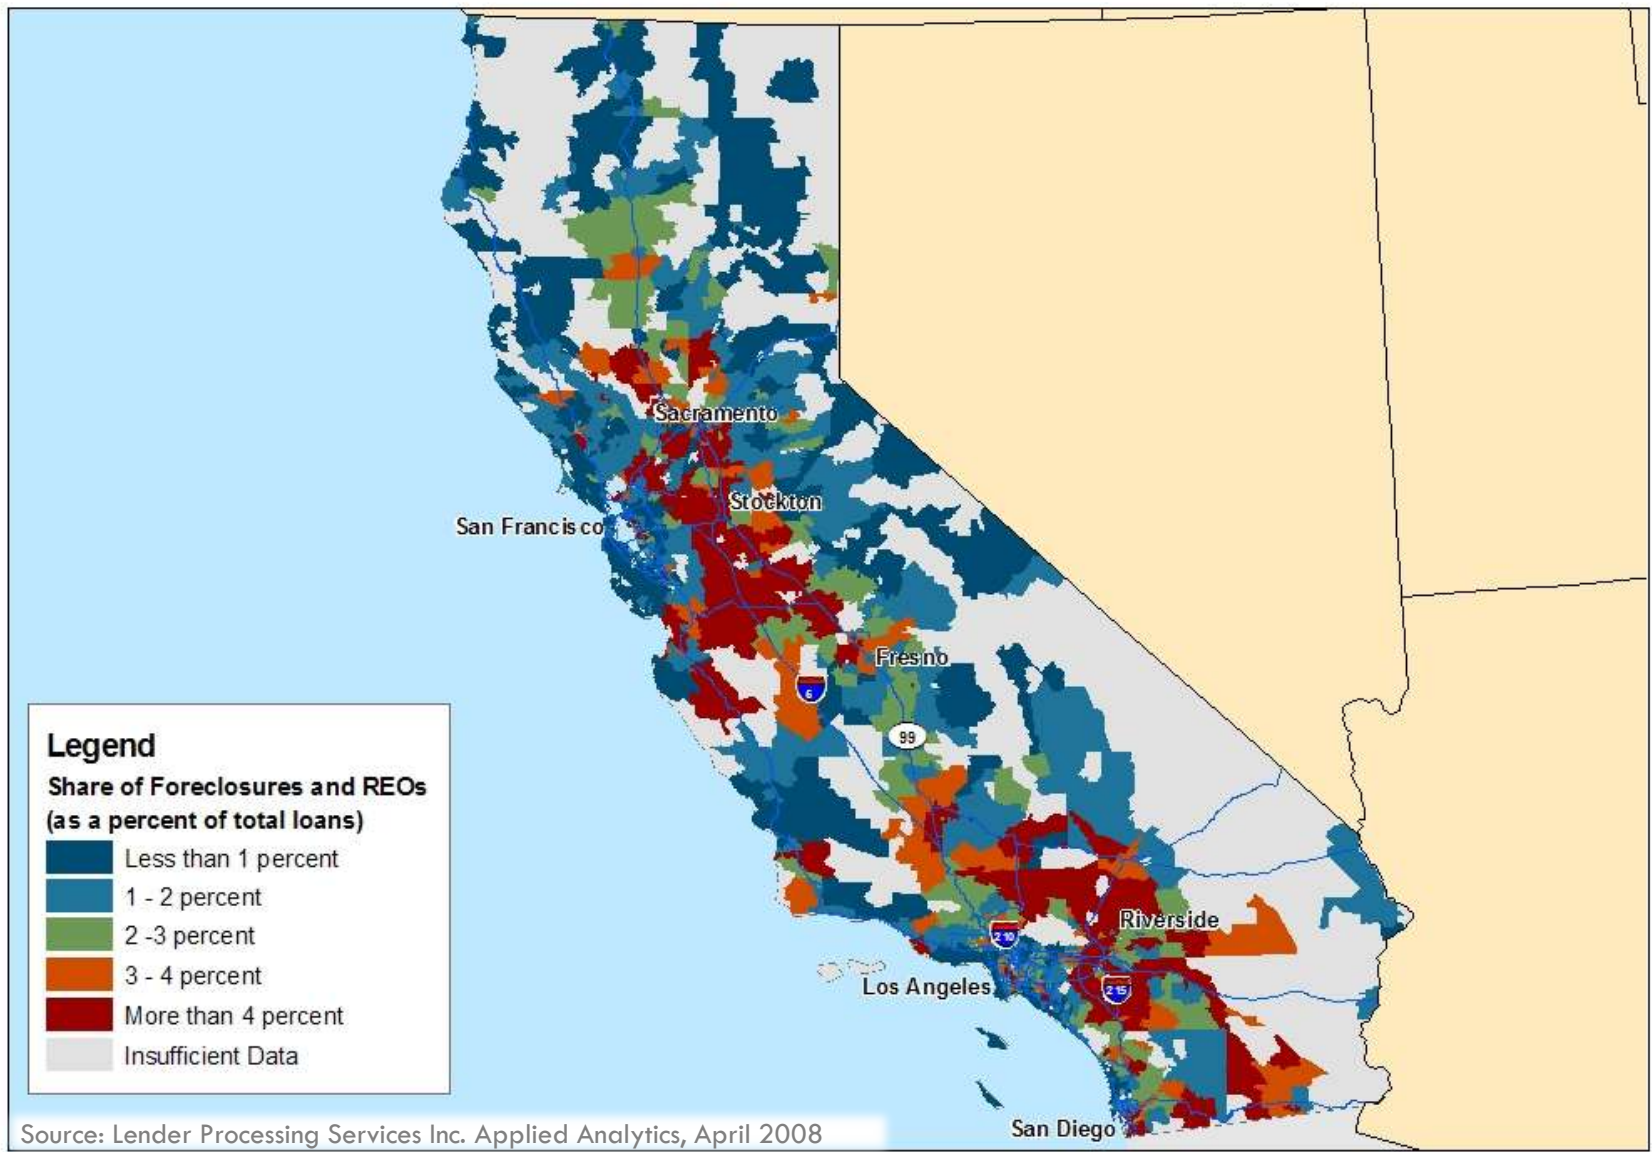 Sacramento
Stockton
San Francisco
Fresno
6
99
Riverside
210
Los Angeles
215
San Diego
Legend
Share of Foreclosures and REOs
(as a percent of total loans)
Less than 1 percent
1 - 2 percent
2 -3 percent
3 - 4 percent
More than 4 percent
Insufficient Data
Source: Lender Processing Services Inc. Applied Analytics, April 2008